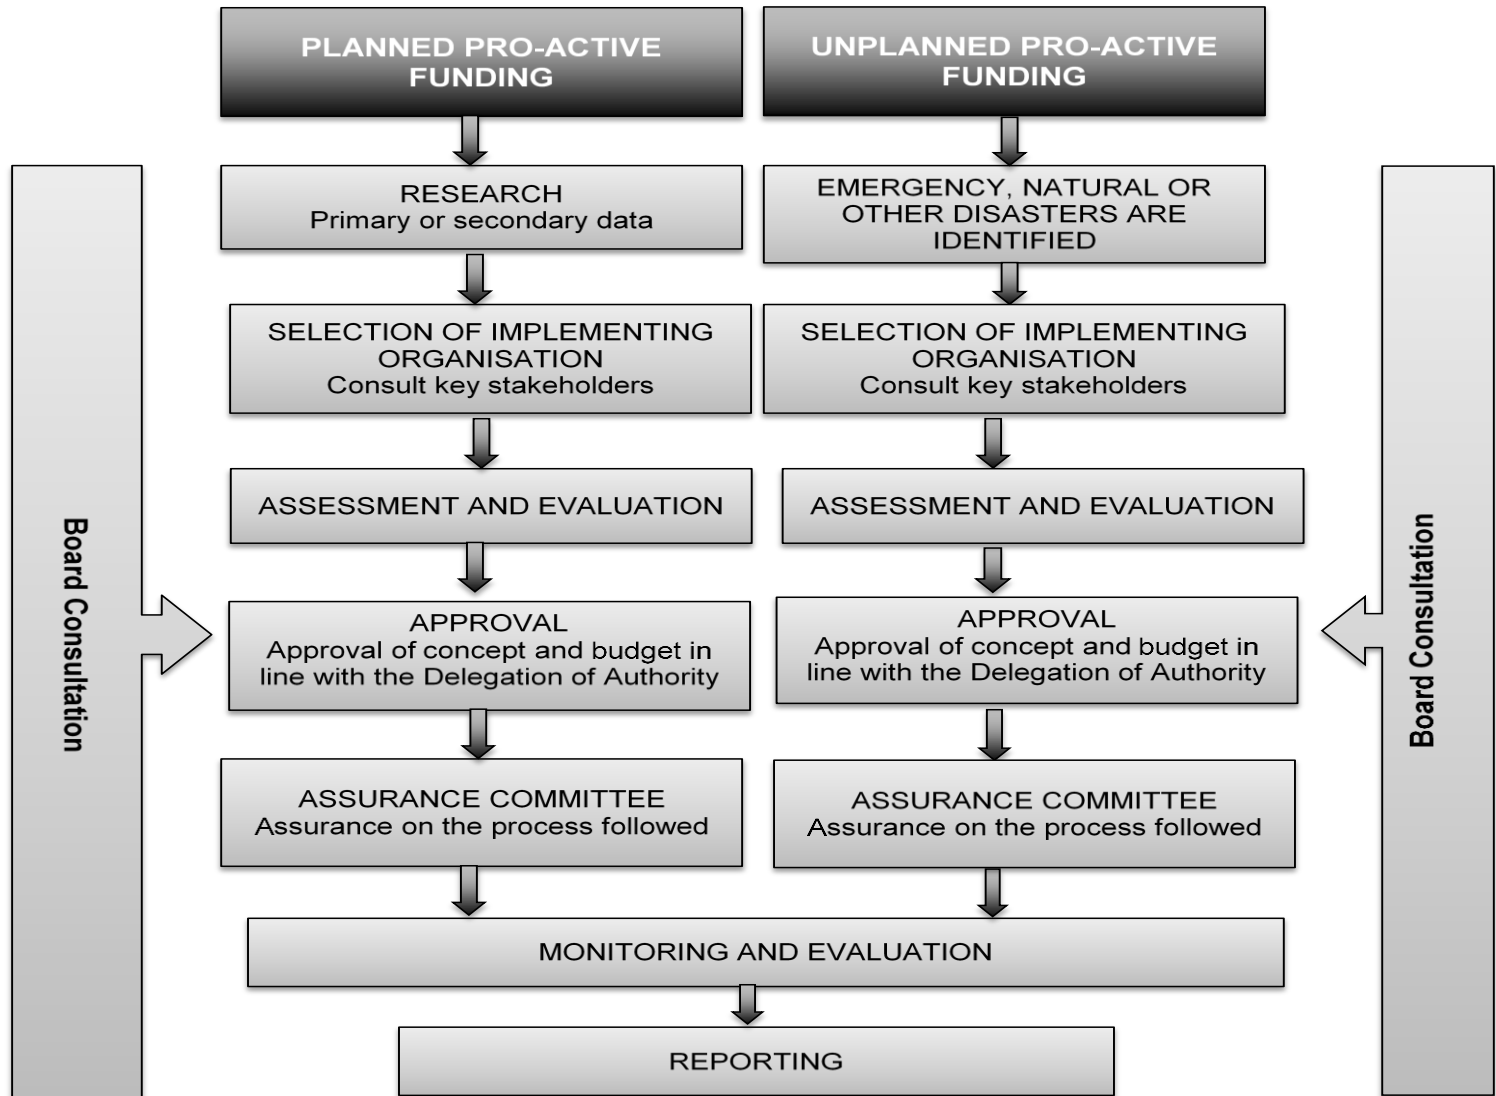 PLANNED PRO-ACTIVE
FUNDING
UNPLANNED PRO-ACTIVE
FUNDING
RESEARCH
Primary or secondary data
EMERGENCY, NATURAL OR
OTHER DISASTERS ARE
IDENTIFIED
SELECTION OF IMPLEMENTING
ORGANISATION
Consult key stakeholders
SELECTION OF IMPLEMENTING
ORGANISATION
Consult key stakeholders
ASSESSMENT AND EVALUATION
ASSESSMENT AND EVALUATION
Board Consultation
Board Consultation
APPROVAL
Approval of concept and budget in
line with the Delegation of Authority
APPROVAL
Approval of concept and budget in
line with the Delegation of Authority
ASSURANCE COMMITTEE
Assurance on the process followed
ASSURANCE COMMITTEE
Assurance on the process followed
MONITORING AND EVALUATION
REPORTING